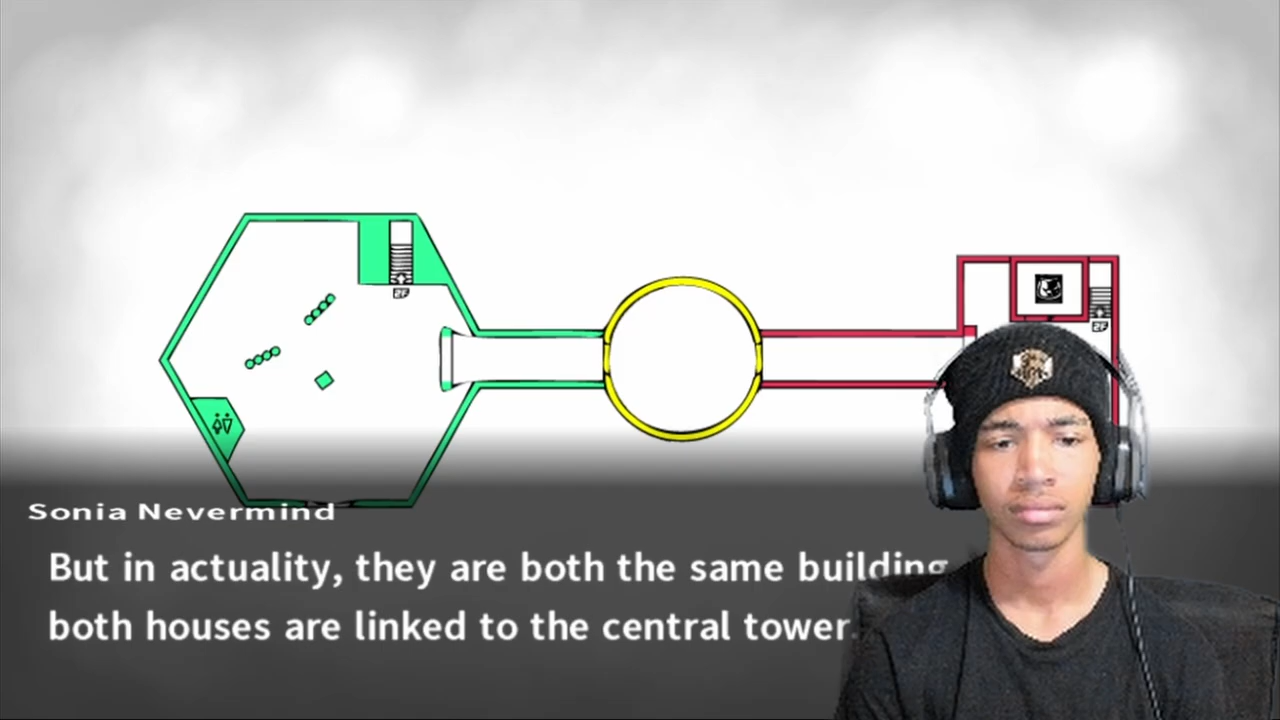 2F
2F
Sonia Nevermind
But in actuality, they are both the same building
both houses are linked to the central tower.